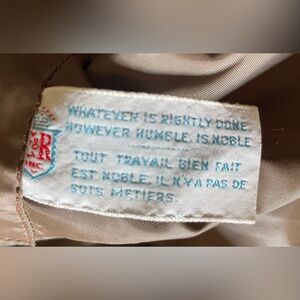 WHATEVER IS RIGHTLY DONE,
HOWEVER HUMBLE, IS NOBLE
TOUT TRAVAIL BIEN FAIT
EST NOBLE. IL N'Y A PAS DE
SOTS METIERS.